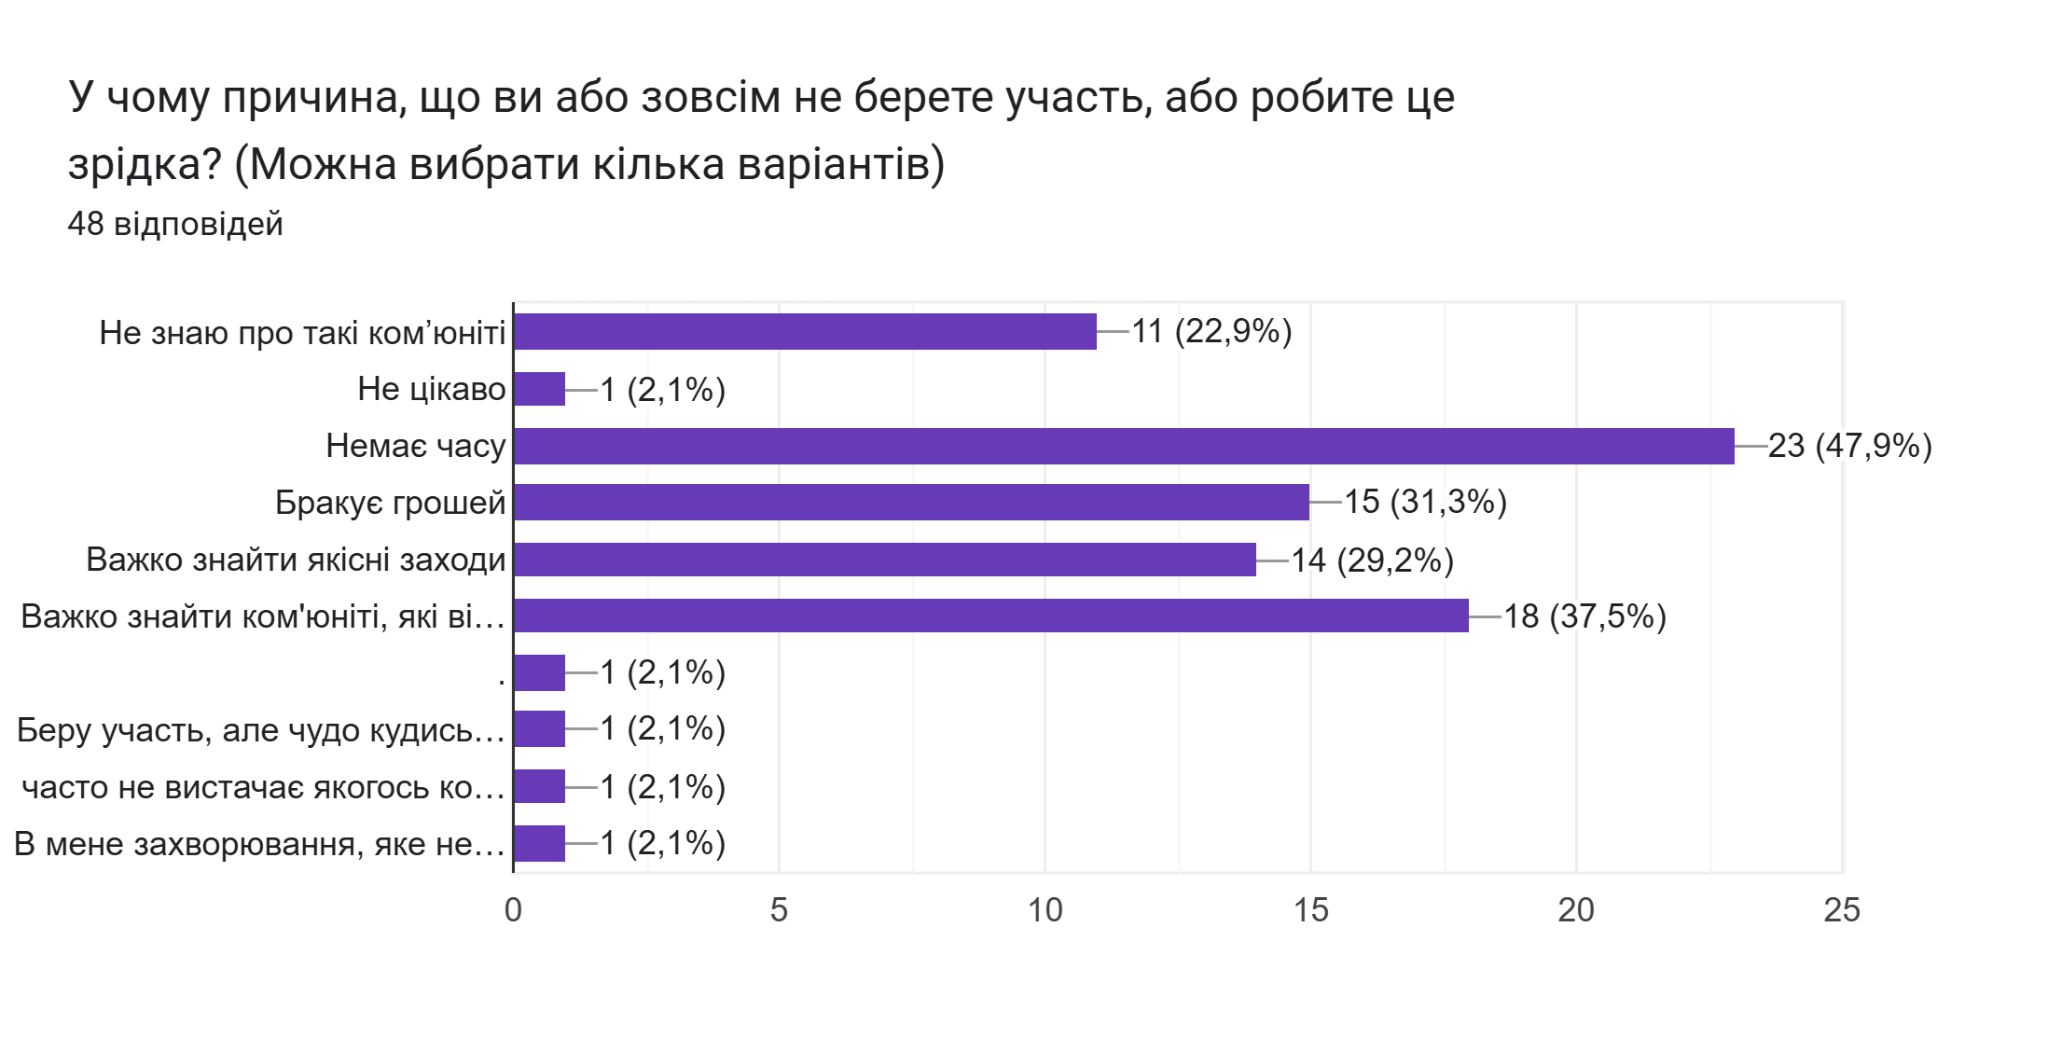 У чому причина, що ви або зовсім не берете участь, або робите це
зрідка? (Можна вибрати кілька варіантів)
48 відповідей
Не знаю про такі ком’юніті 11 (22,9%)
Не цікаво 1 (2,1%)
Немає часу 23 (47,9%)
Бракує грошей 15 (31,3%)
Важко знайти якісні заходи 14 (29,2%)
Важко знайти ком'юніті, які ві… 18 (37,5%)
. 1 (2,1%)
Беру участь, але чудо кудись… 1 (2,1%)
часто не вистачає якогось ко… 1 (2,1%)
В мене захворювання, яке не… 1 (2,1%)
0 5 10 15 20 25